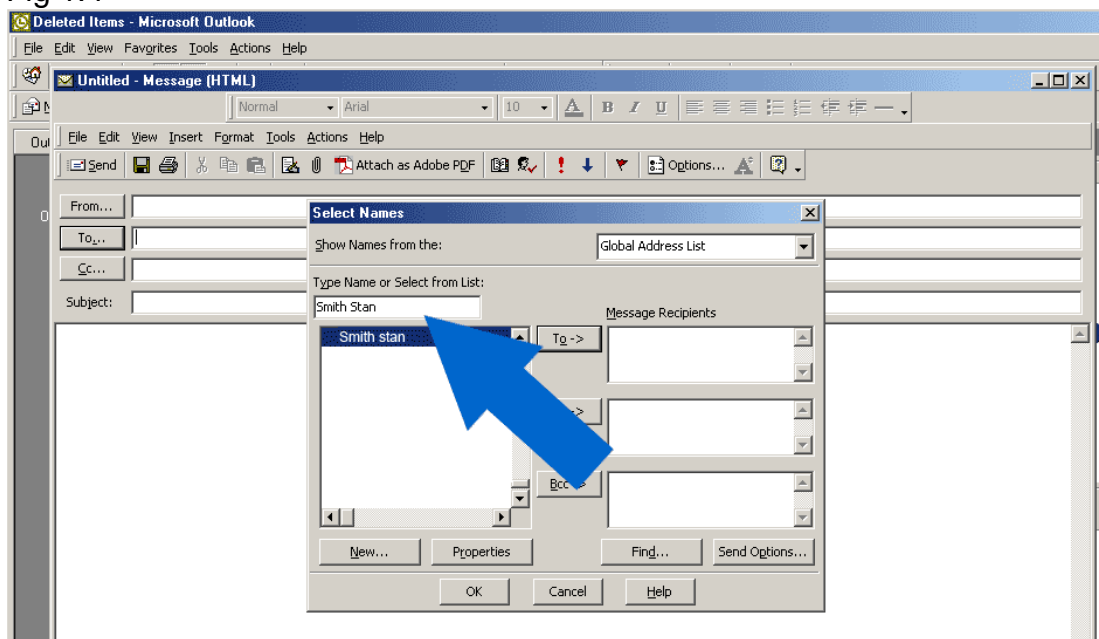 Deleted Items - Microsoft Outlook
File Edit View Favorites Tools Actions Help
Untitled - Message (HTML)
Normal Arial 10 A B I U
File Edit View Insert Format Tools Actions Help
Send Attach as Adobe PDF Options...
From...
To...
Cc...
Subject:
Select Names
Show Names from the: Global Address List
Type Name or Select from List:
Smith Stan
Message Recipients
Smith stan
To ->
->
Bcc
New... Properties Find... Send Options...
OK Cancel Help